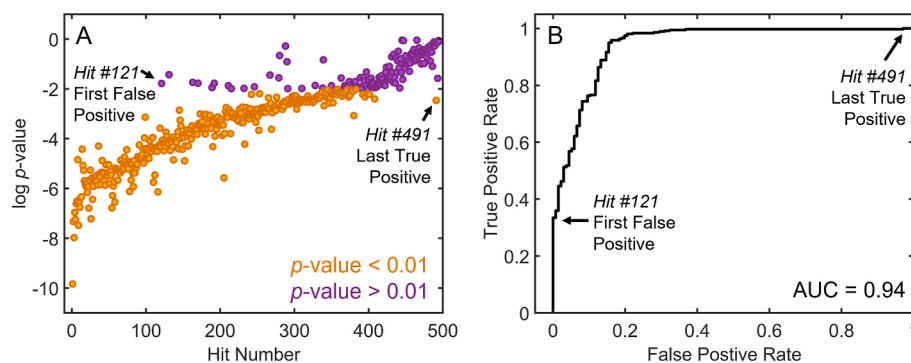 A
0
-2
-4
-6
-8
-10
log p-value
Hit #121
First False
Positive
Hit #491
Last True
Positive
p-value < 0.01
p-value > 0.01
0
100
200
300
400
500
Hit Number
B
1
0.8
0.6
0.4
0.2
0
True Positive Rate
Hit #491
Last True
Positive
Hit #121
First False
Positive
AUC = 0.94
0
0.2
0.4
0.6
0.8
1
False Postive Rate